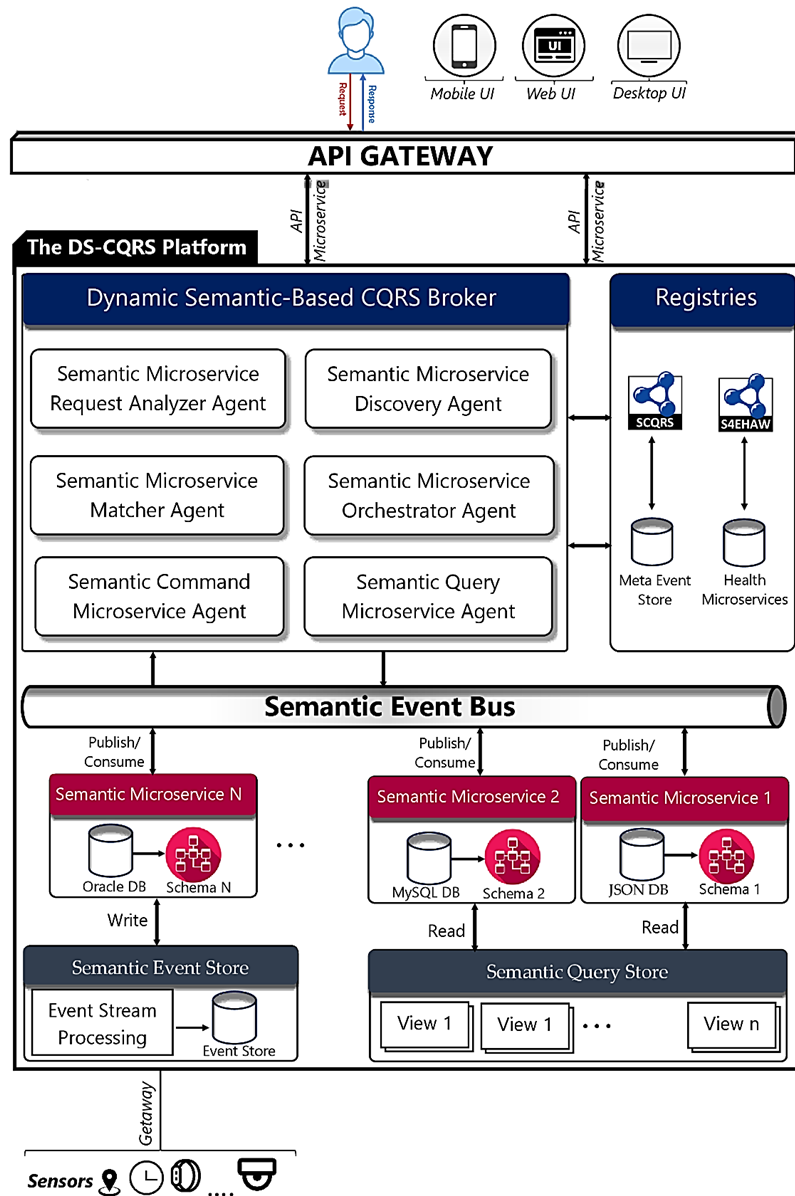 Request
Response
Mobile UI
UI
Web UI
Desktop UI
API GATEWAY
API
Microservice
API
Microservice
The DS-CQRS Platform
Dynamic Semantic-Based CQRS Broker
Registries
Semantic Microservice
Request Analyzer Agent
Semantic Microservice
Discovery Agent
SCQRS
S4EHAW
Semantic Microservice
Matcher Agent
Semantic Microservice
Orchestrator Agent
Meta Event
Store
Health
Microservices
Semantic Command
Microservice Agent
Semantic Query
Microservice Agent
Semantic Event Bus
Publish/
Consume
Publish/
Consume
Publish/
Consume
Semantic Microservice N
Semantic Microservice 2
Semantic Microservice 1
...
Oracle DB
Schema N
MySQL DB
Schema 2
JSON DB
Schema 1
Write
Read
Read
Semantic Event Store
Semantic Query Store
Event Stream
Processing
Event Store
View 1
View 1
...
View n
Getaway
Sensors
....